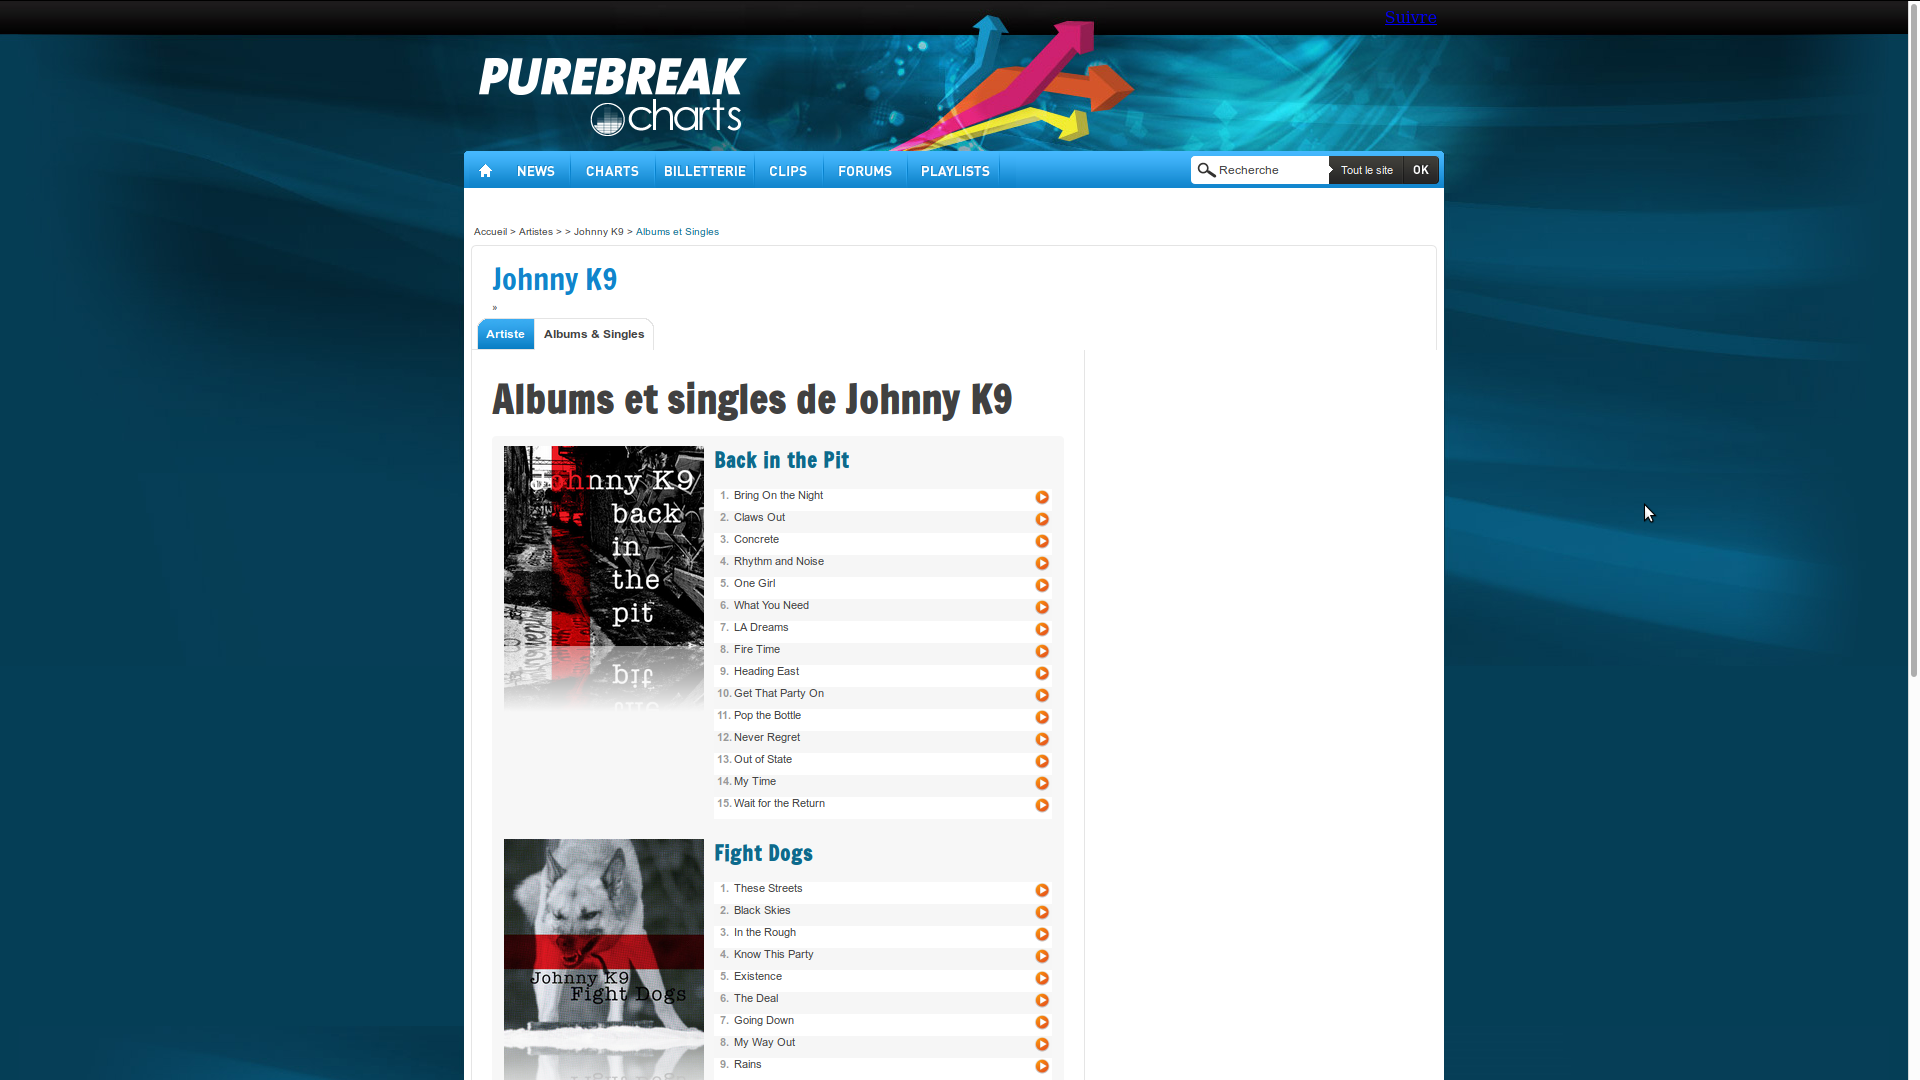 Suivre
PUREBREAK
charts
NEWS CHARTS BILLETTERIE CLIPS FORUMS PLAYLISTS Recherche Tout le site OK
Accueil > Artistes > > Johnny K9 > Albums et Singles
Johnny K9
»
Artiste Albums & Singles
Albums et singles de Johnny K9
Johnny K9
back
in
the
pit
Back in the Pit
1. Bring On the Night
2. Claws Out
3. Concrete
4. Rhythm and Noise
5. One Girl
6. What You Need
7. LA Dreams
8. Fire Time
9. Heading East
10. Get That Party On
11. Pop the Bottle
12. Never Regret
13. Out of State
14. My Time
15. Wait for the Return
Johnny K9
Fight Dogs
Fight Dogs
1. These Streets
2. Black Skies
3. In the Rough
4. Know This Party
5. Existence
6. The Deal
7. Going Down
8. My Way Out
9. Rains